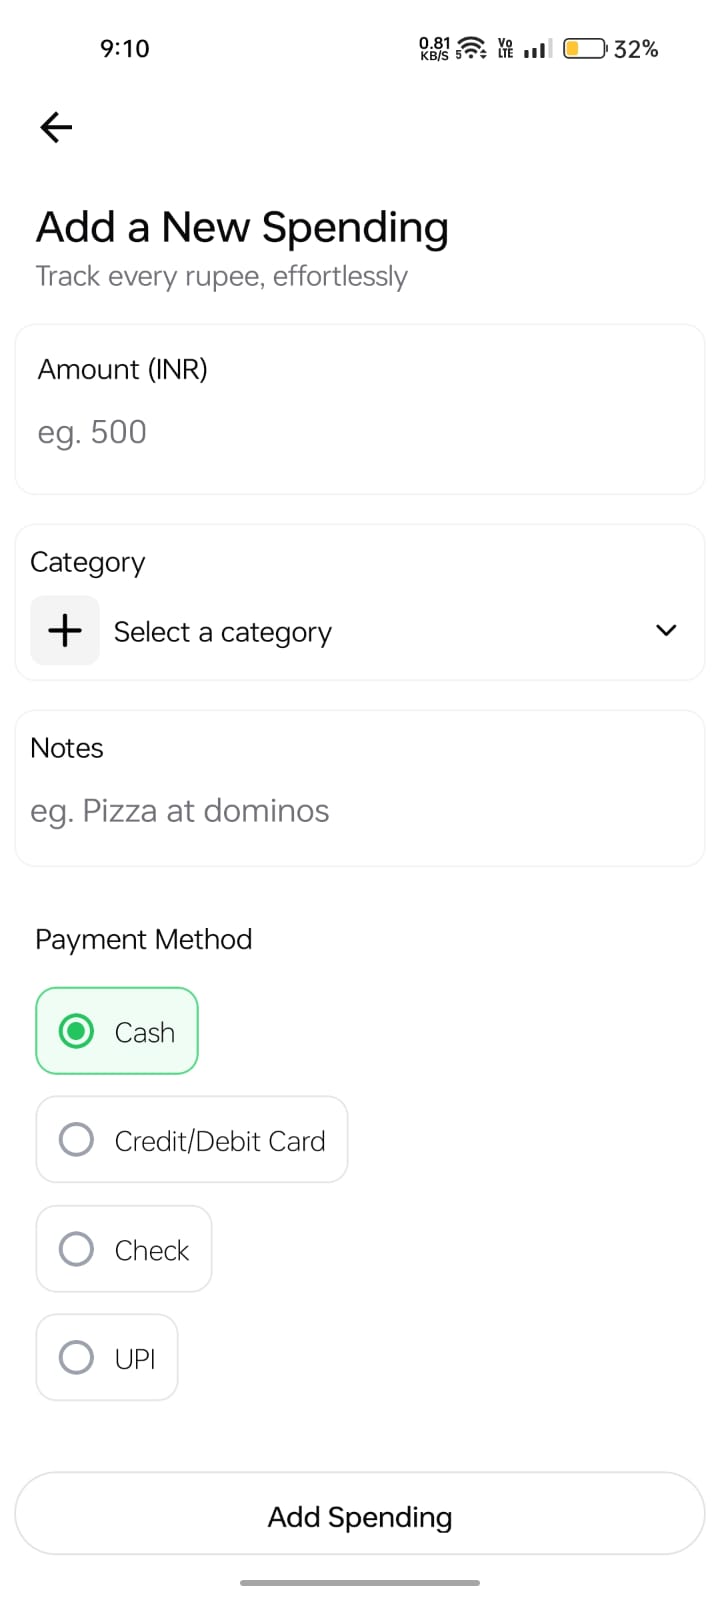 9:10
0.81 KB/S 5 Vo LTE 32%
Add a New Spending
Track every rupee, effortlessly
Amount (INR)
eg. 500
Category
Select a category
Notes
eg. Pizza at dominos
Payment Method
Cash
Credit/Debit Card
Check
UPI
Add Spending